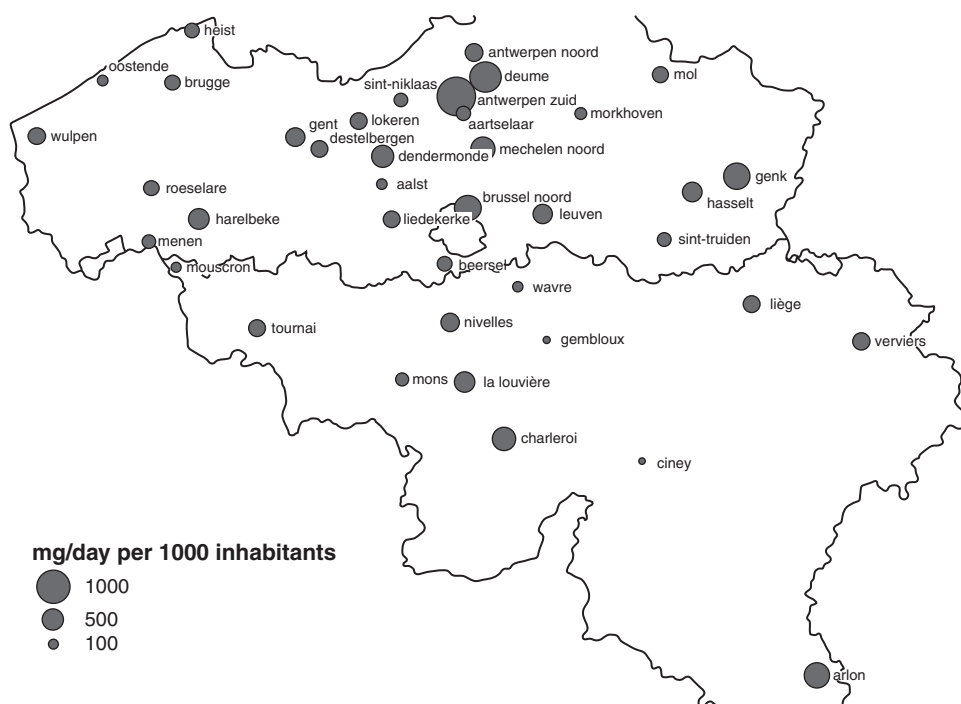 heist
antwerpen noord
oostende
deurne
mol
brugge
sint-niklaas
antwerpen zuid
morkhoven
lokeren
aartselaar
gent
wulpen
destelbergen
mechelen noord
dendermonde
genk
aalst
roeselare
brussel noord
hasselt
harelbeke
liedekerke
leuven
menen
sint-truiden
mouscron
beersel
wavre
liège
tournai
nivelles
gembloux
verviers
mons
la louvière
charleroi
ciney
mg/day per 1000 inhabitants
1000
500
100
arlon